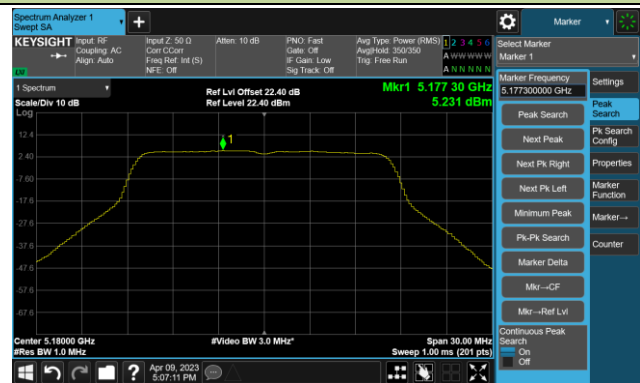 Spectrum Analyzer 1
Swept SA
Marker
KEYSIGHT
Input: RF
Coupling: AC
Align: Auto
Input Z: 50 Ω
Corr CCorr
Freq Ref: Int (S)
NFE: Off
Atten: 10 dB
PNO: Fast
Gate: Off
IF Gain: Low
Sig Track: Off
Avg Type: Power (RMS)
Avg|Hold: 350/350
Trig: Free Run
1 2 3 4 5 6
A W W W W W
A N N N N N
Select Marker
Marker 1
1 Spectrum
Scale/Div 10 dB
Log
Ref Lvl Offset 22.40 dB
Ref Level 22.40 dBm
Mkr1 5.177 30 GHz
5.231 dBm
12.4
2.40
-7.60
-17.6
-27.6
-37.6
-47.6
-57.6
-67.6
1
Center 5.18000 GHz
#Res BW 1.0 MHz
#Video BW 3.0 MHz*
Span 30.00 MHz
Sweep 1.00 ms (201 pts)
Marker Frequency
5.177300000 GHz
Peak Search
Next Peak
Next Pk Right
Next Pk Left
Minimum Peak
Pk-Pk Search
Marker Delta
Mkr→CF
Mkr→Ref Lvl
Continuous Peak
Search
On
Off
Settings
Peak
Search
Pk Search
Config
Properties
Marker
Function
Marker→
Counter
?
Apr 09, 2023
5:07:11 PM